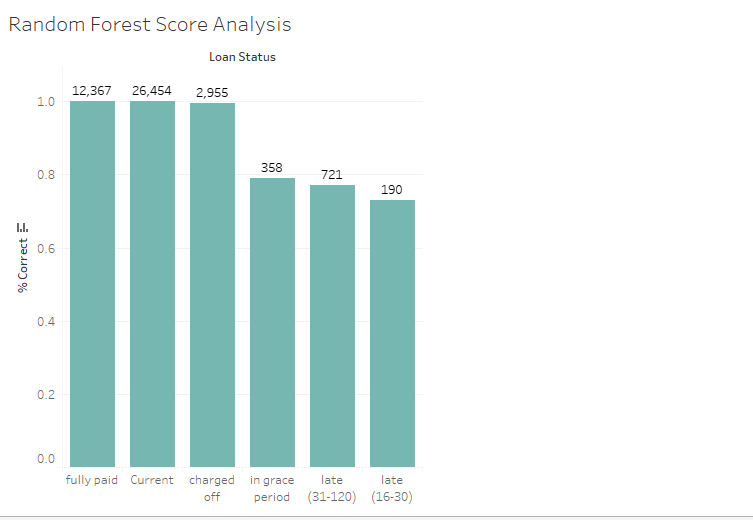 Random Forest Score Analysis
Loan Status
12,367 26,454 2,955 358 721 190
1.0
0.8
0.6
0.4
0.2
0.0
% Correct
fully paid Current charged off in grace period late (31-120) late (16-30)